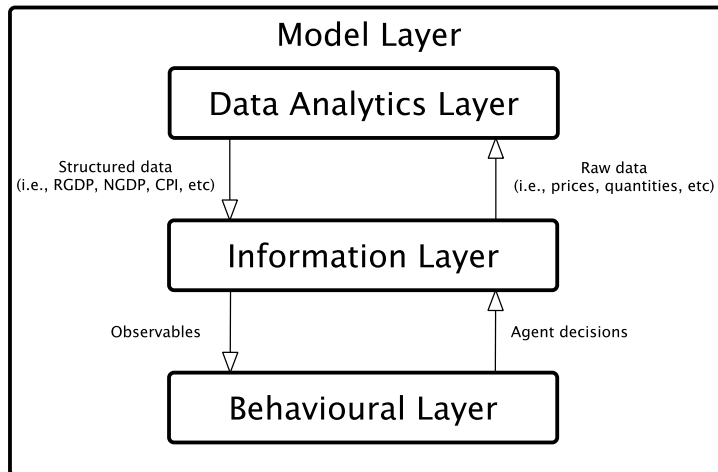 Model Layer
Data Analytics Layer
Structured data
(i.e., RGDP, NGDP, CPI, etc)
Raw data
(i.e., prices, quantities, etc)
Information Layer
Observables
Agent decisions
Behavioural Layer